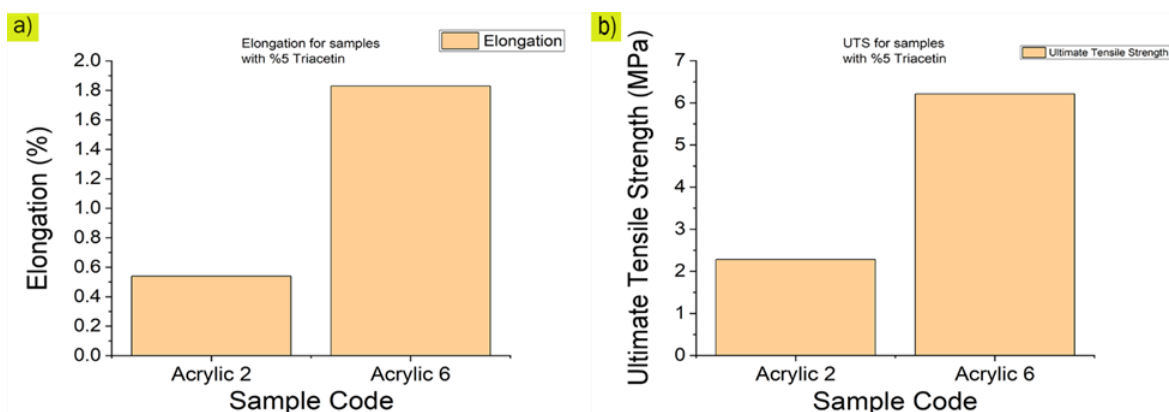 a)
Elongation for samples
with %5 Triacetin
Elongation
Elongation (%)
2.0
1.8
1.6
1.4
1.2
1.0
0.8
0.6
0.4
0.2
0.0
Acrylic 2
Acrylic 6
Sample Code
b)
UTS for samples
with %5 Triacetin
Ultimate Tensile Strength
Ultimate Tensile Strength (MPa)
7
6
5
4
3
2
1
0
Acrylic 2
Acrylic 6
Sample Code